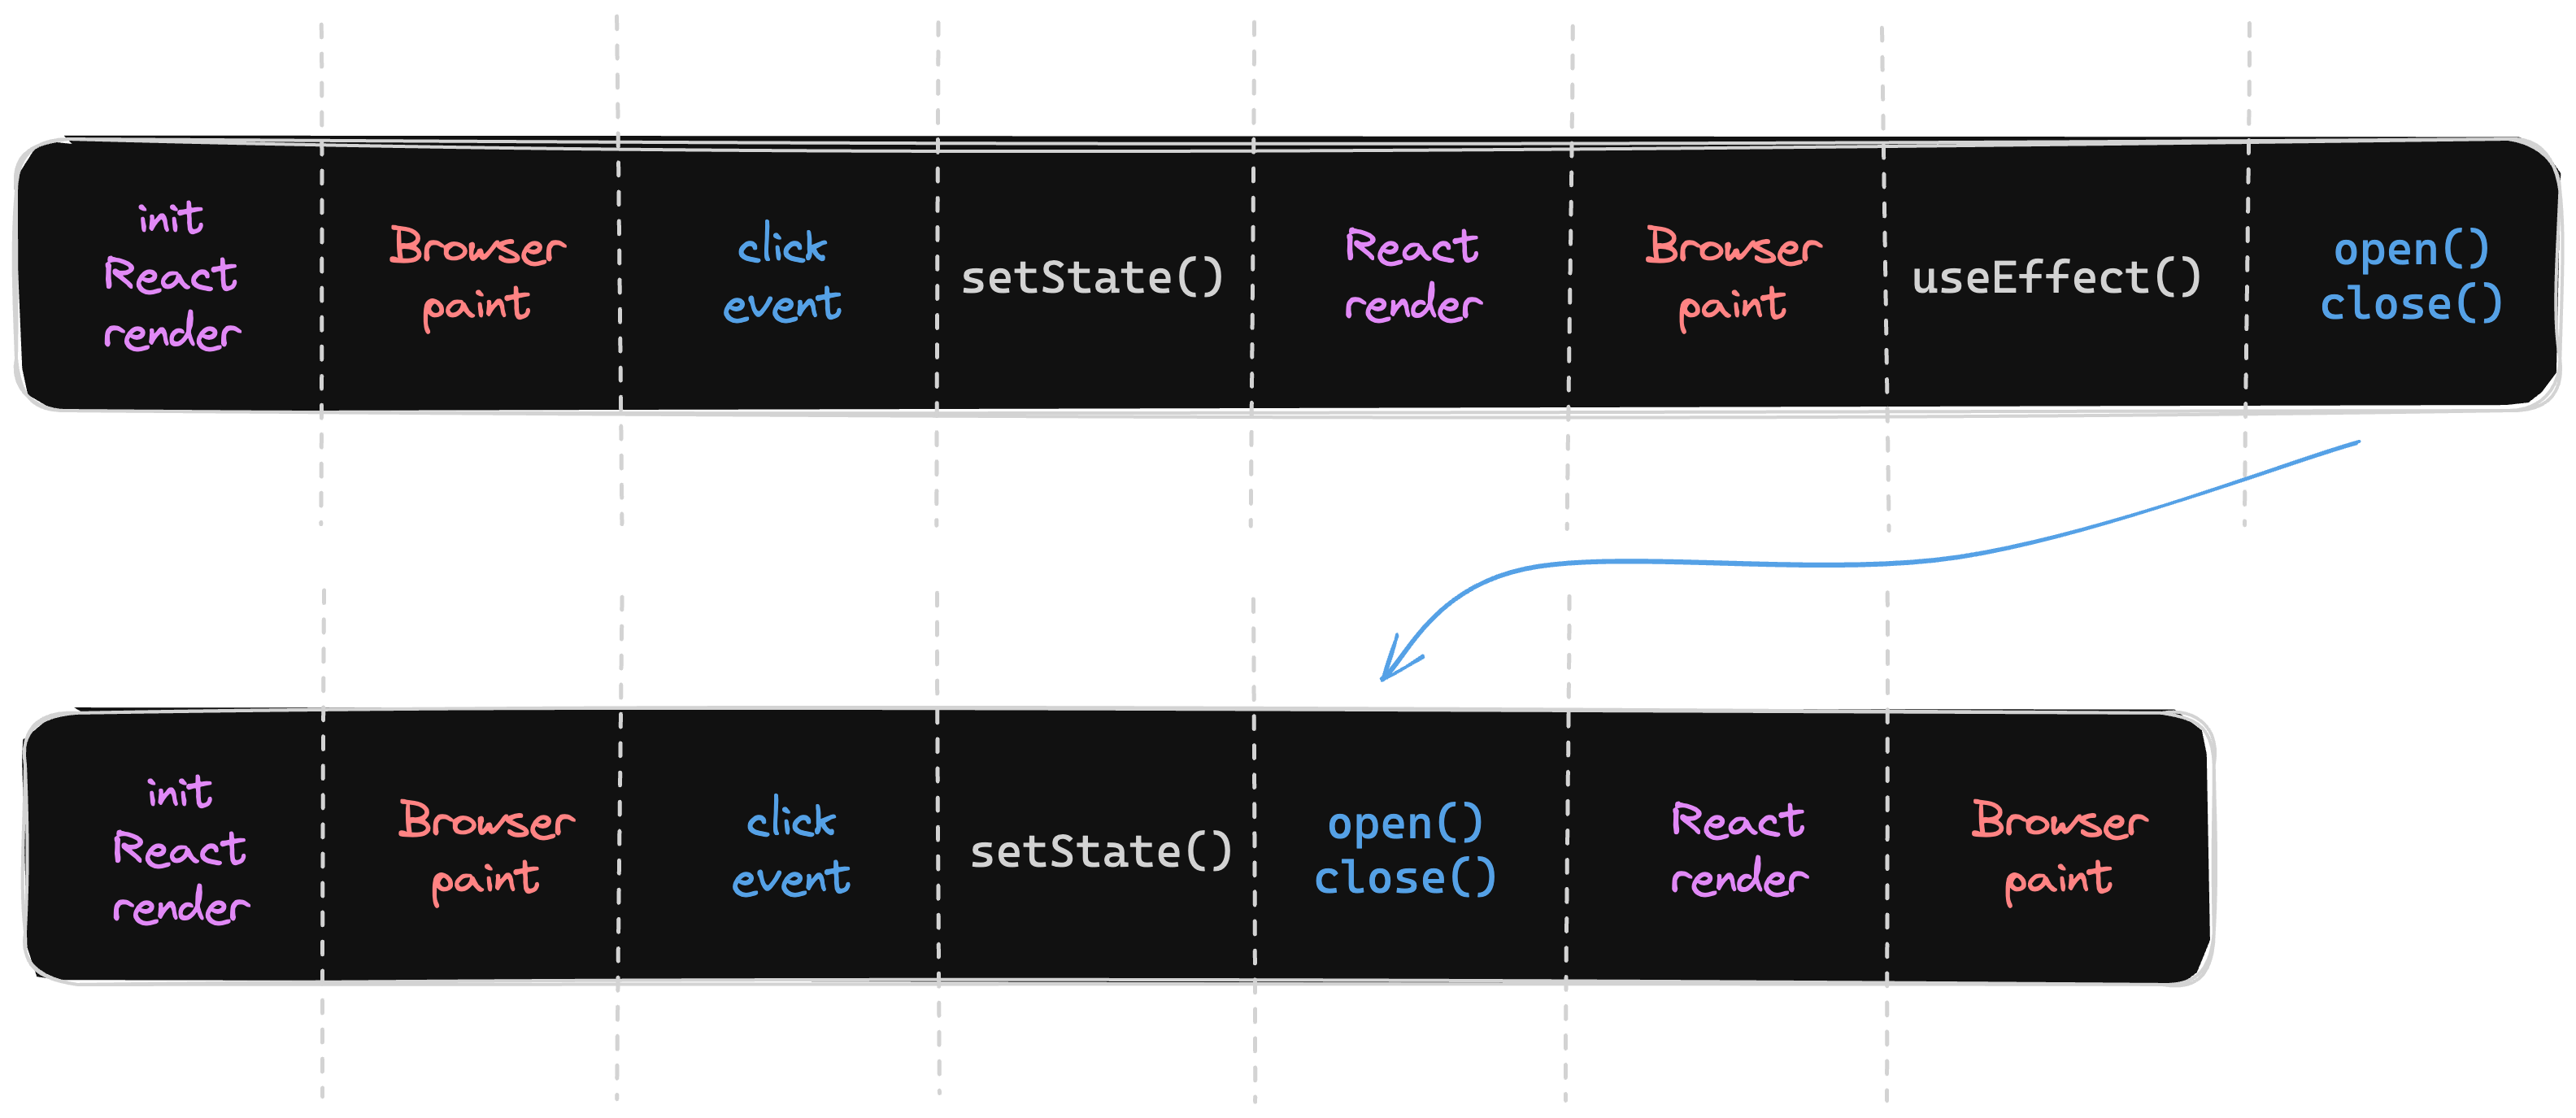 init
React
render
Browser
paint
click
event
setState()
React
render
Browser
paint
useEffect()
open()
close()
init
React
render
Browser
paint
click
event
setState()
open()
close()
React
render
Browser
paint